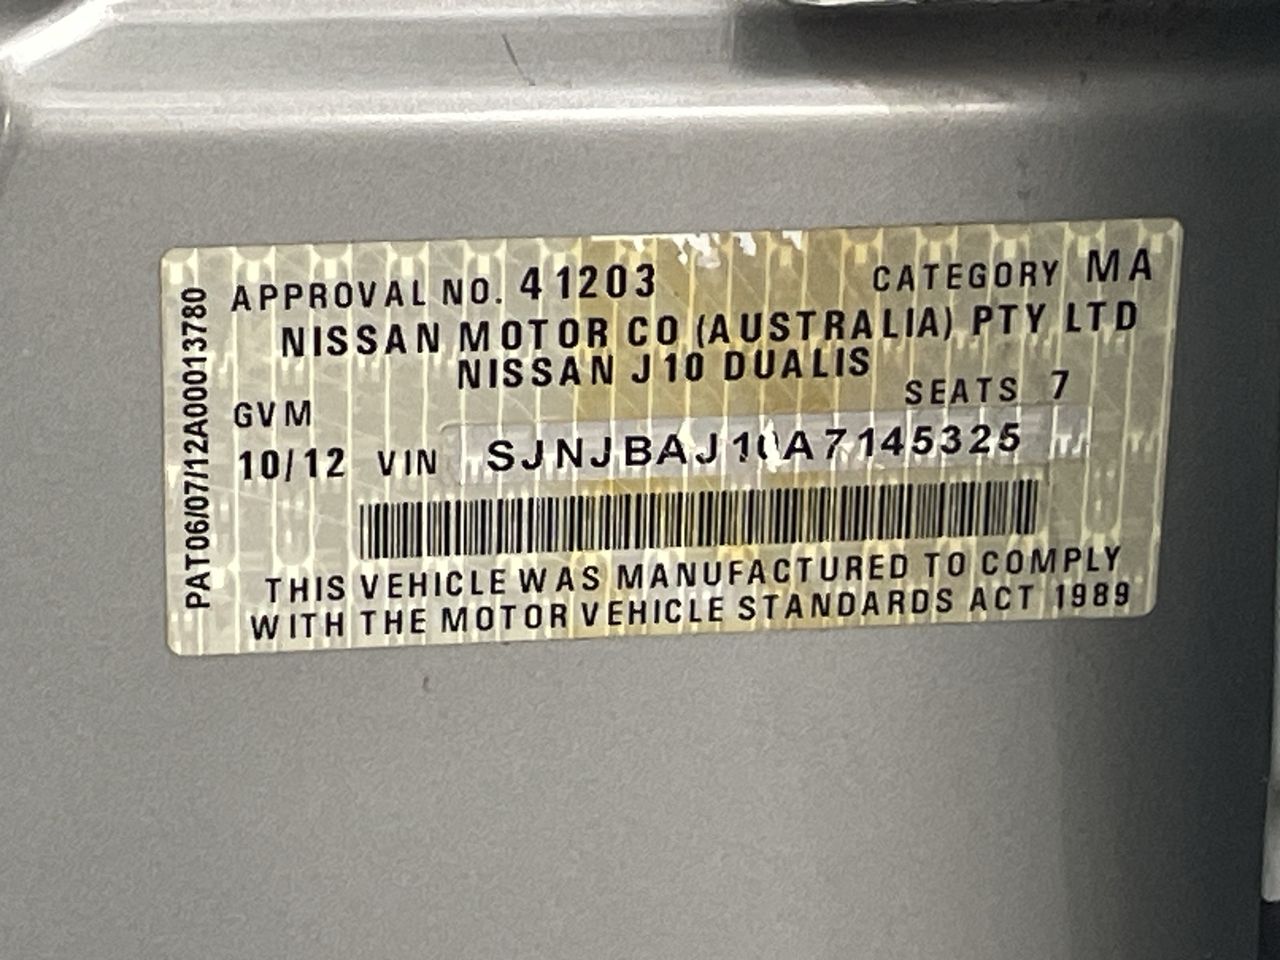 PAT06/07/12A00013780
APPROVAL NO. 41203 CATEGORY MA
NISSAN MOTOR CO (AUSTRALIA) PTY LTD
NISSAN J10 DUALIS
GVM SEATS 7
10/12 VIN SJNJBAJ10A7145325
THIS VEHICLE WAS MANUFACTURED TO COMPLY
WITH THE MOTOR VEHICLE STANDARDS ACT 1989